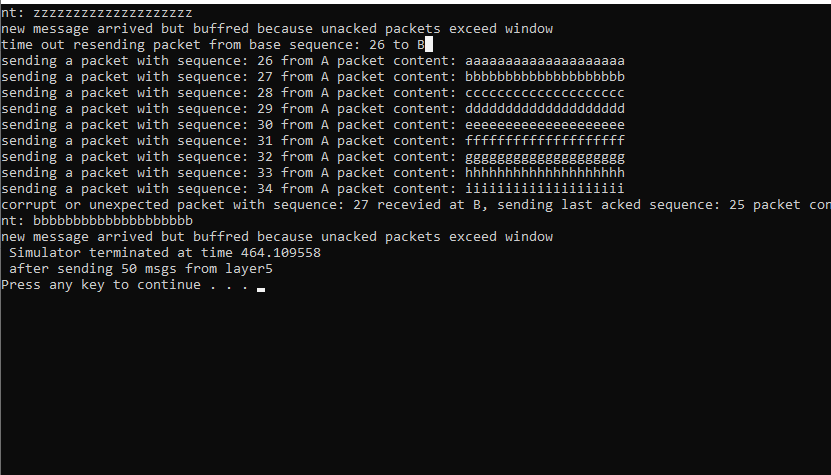 nt: zzzzzzzzzzzzzzzzzzzz
new message arrived but buffred because unacked packets exceed window
time out resending packet from base sequence: 26 to B
sending a packet with sequence: 26 from A packet content: aaaaaaaaaaaaaaaaaaaa
sending a packet with sequence: 27 from A packet content: bbbbbbbbbbbbbbbbbbbb
sending a packet with sequence: 28 from A packet content: cccccccccccccccccccc
sending a packet with sequence: 29 from A packet content: dddddddddddddddddddd
sending a packet with sequence: 30 from A packet content: eeeeeeeeeeeeeeeeeeee
sending a packet with sequence: 31 from A packet content: ffffffffffffffffffff
sending a packet with sequence: 32 from A packet content: gggggggggggggggggggg
sending a packet with sequence: 33 from A packet content: hhhhhhhhhhhhhhhhhhhh
sending a packet with sequence: 34 from A packet content: iiiiiiiiiiiiiiiiiiii
corrupt or unexpected packet with sequence: 27 recevied at B, sending last acked sequence: 25 packet con
nt: bbbbbbbbbbbbbbbbbbbb
new message arrived but buffred because unacked packets exceed window
Simulator terminated at time 464.109558
after sending 50 msgs from layer5
Press any key to continue . . .